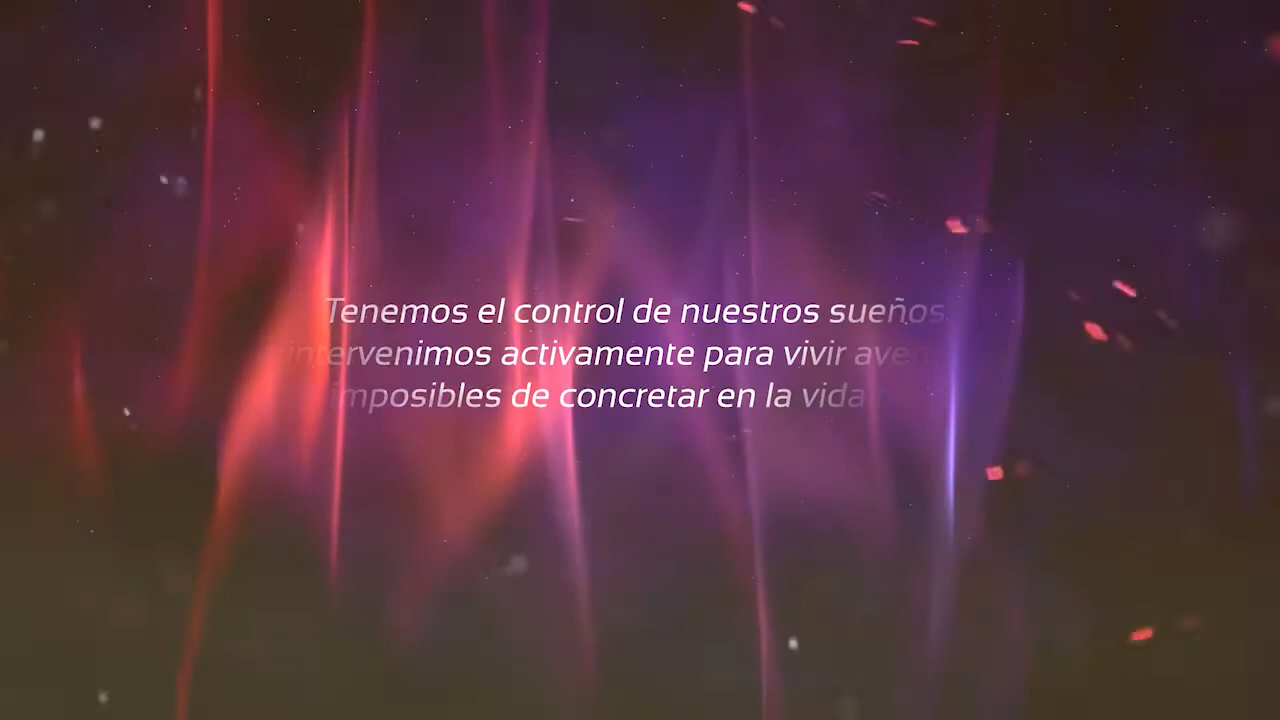 Tenemos el control de nuestros sueños
intervenimos activamente para vivir
imposibles de concretar en la vida